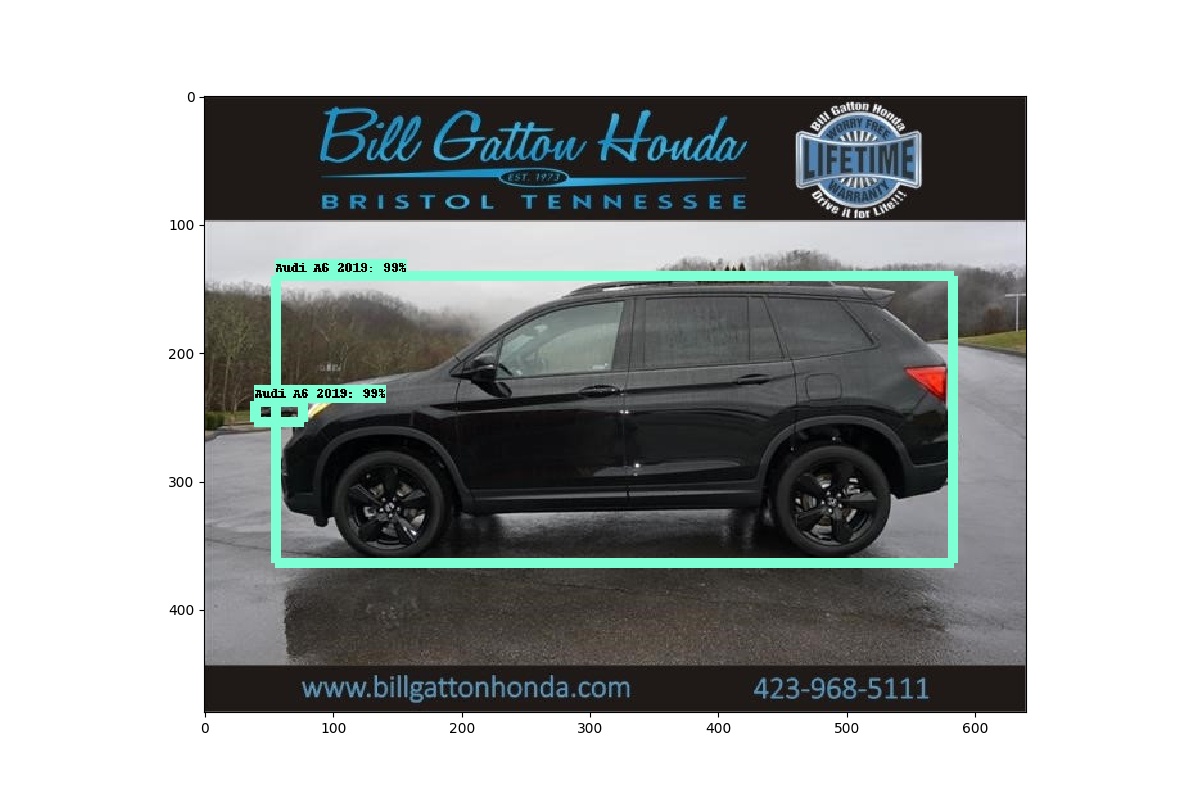 0
100
200
300
400
0
100
200
300
400
500
600
Bill Gatton Honda
EST. 1973
BRISTOL TENNESSEE
Bill Gatton Honda
WORRY FREE
LIFETIME
WARRANTY
Drive it for Life!!!
Audi A6 2019: 99%
Audi A6 2019: 99%
www.billgattonhonda.com
423-968-5111